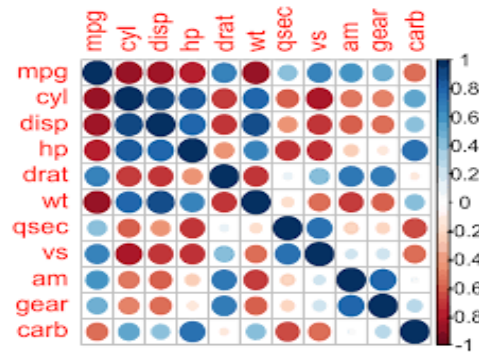 mpg cyl disp hp drat wt qsec vs am gear carb
mpg
cyl
disp
hp
drat
wt
qsec
vs
am
gear
carb
1
0.8
0.6
0.4
0.2
0
-0.2
-0.4
-0.6
-0.8
-1